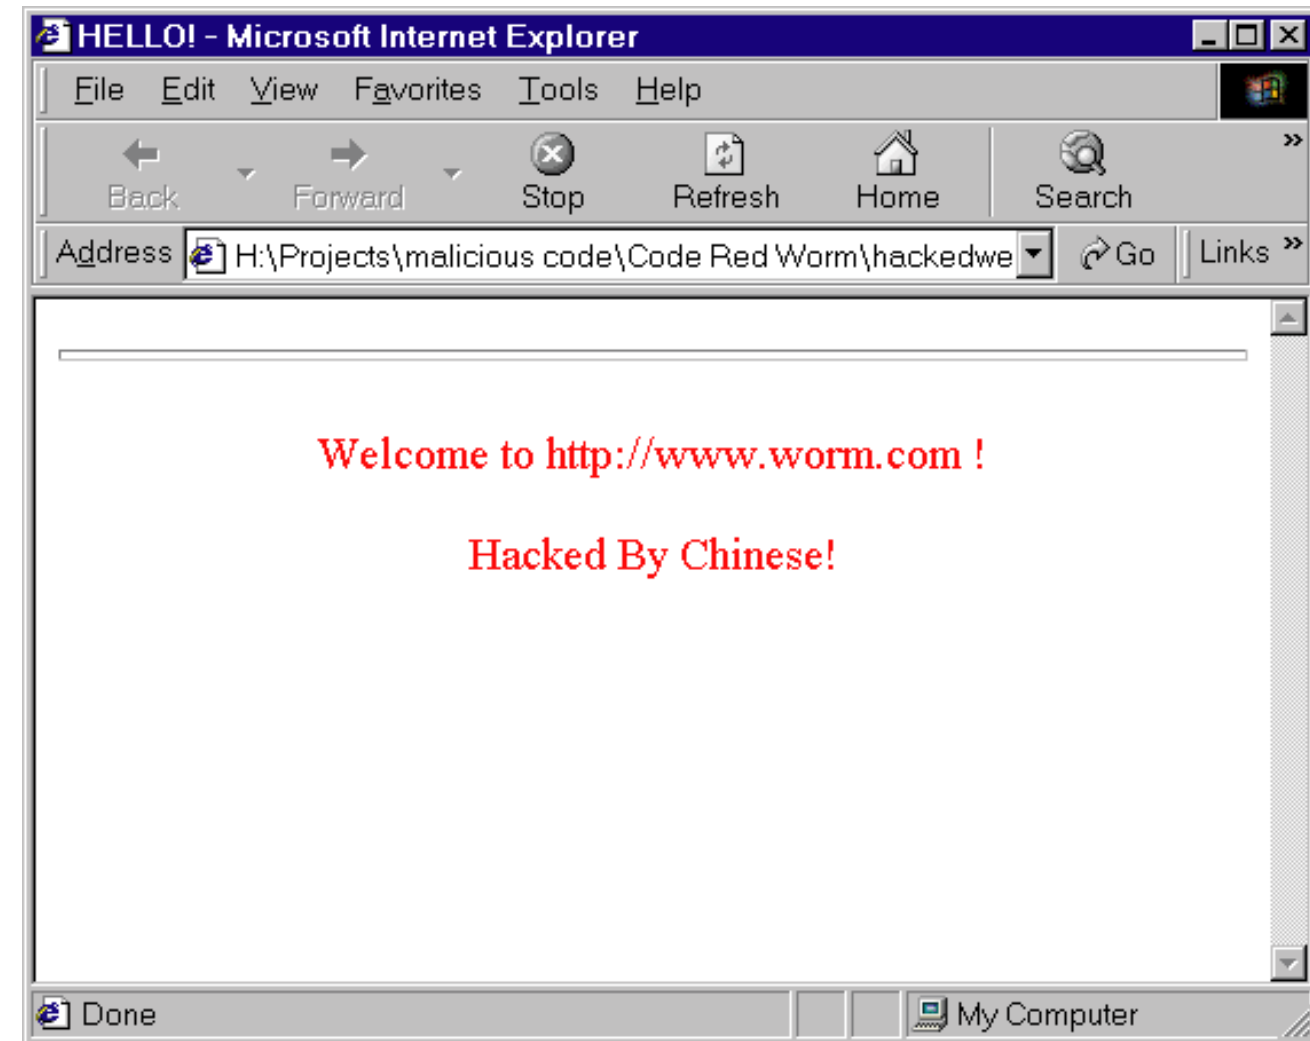 HELLO! - Microsoft Internet Explorer
File Edit View Favorites Tools Help
Back Forward Stop Refresh Home Search »
Address H:\Projects\malicious code\Code Red Worm\hackedwe Go Links »
Welcome to http://www.worm.com !
Hacked By Chinese!
Done My Computer